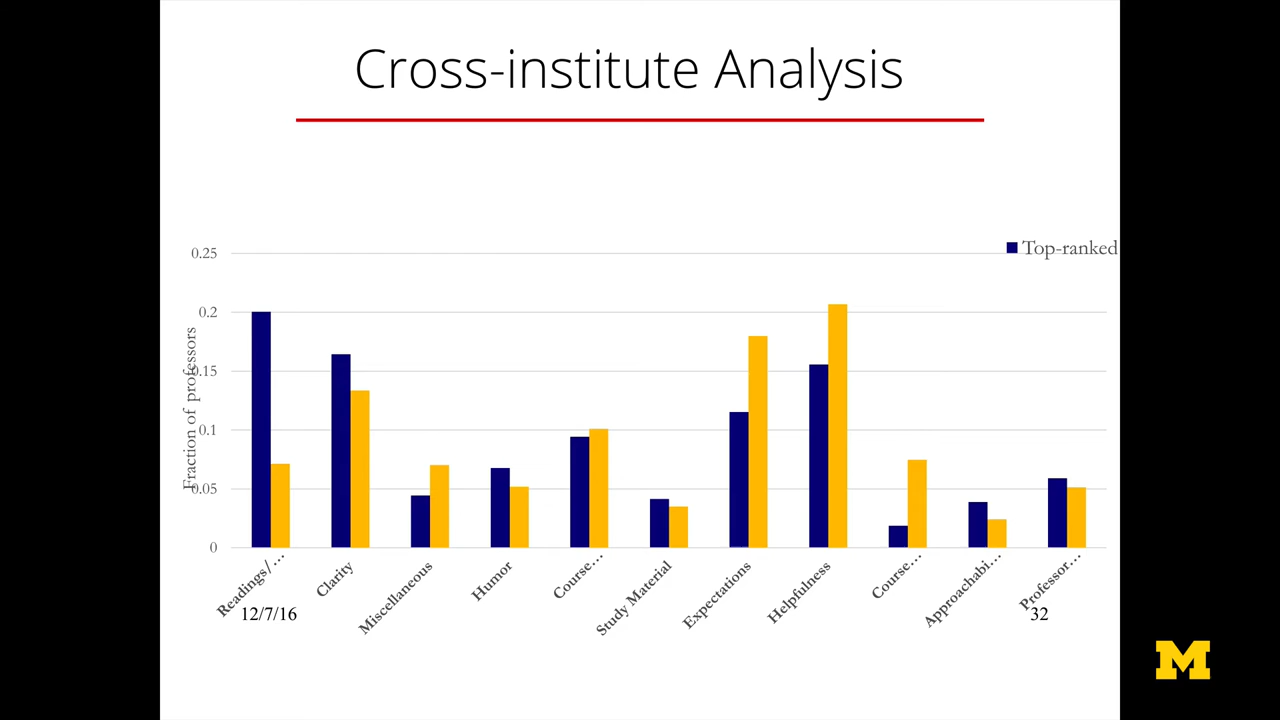 Cross-institute Analysis
Top-ranked
0.25
0.2
0.15
0.1
0.05
0
Fraction of professors
Readings/...
Clarity
Miscellaneous
Humor
Course...
Study Material
Expectations
Helpfulness
Course...
Approachabi...
Professor...
12/7/16
32
M